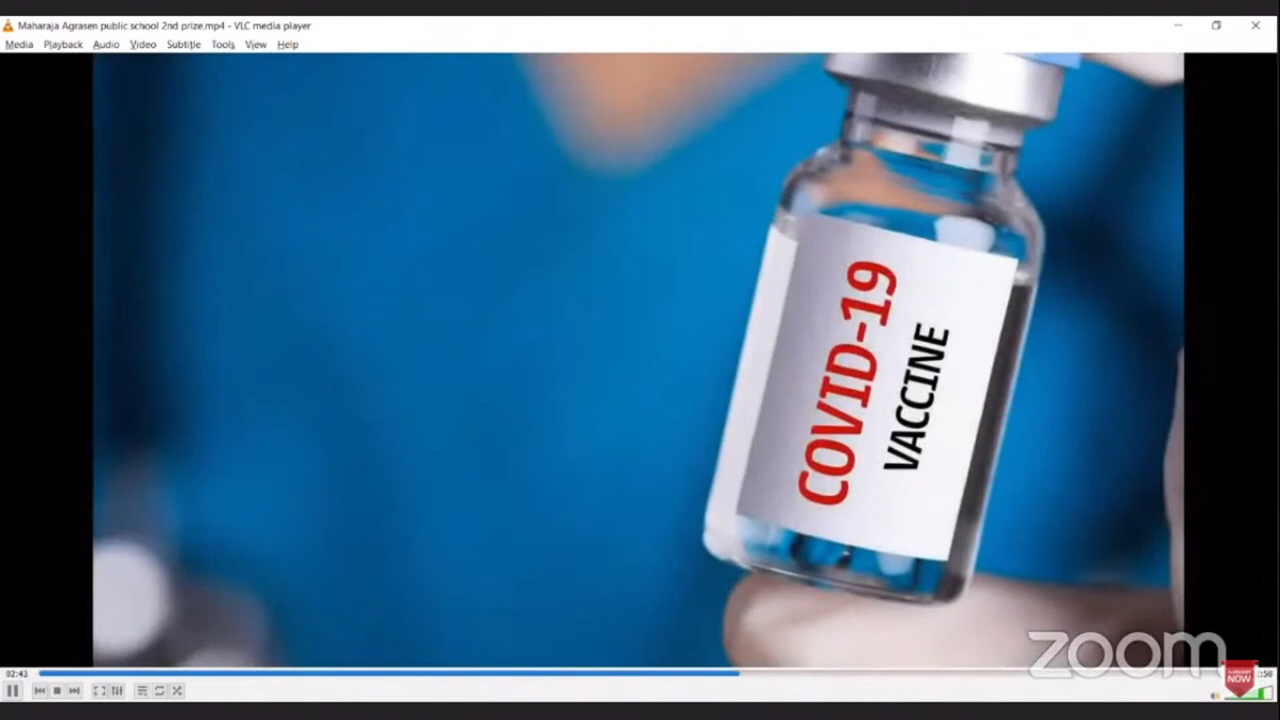 Maharaja Agrasen public school 2nd prize.mp4 - VLC media player
Media Playback Audio Video Subtitle Tools View Help
COVID-19
VACCINE
zoom
02:43
NOW